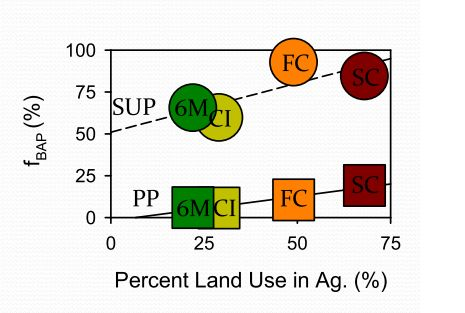 100
75
50
25
0
f_BAP (%)
SUP
6M
CI
FC
SC
PP
6M
CI
FC
SC
0
25
50
75
Percent Land Use in Ag. (%)